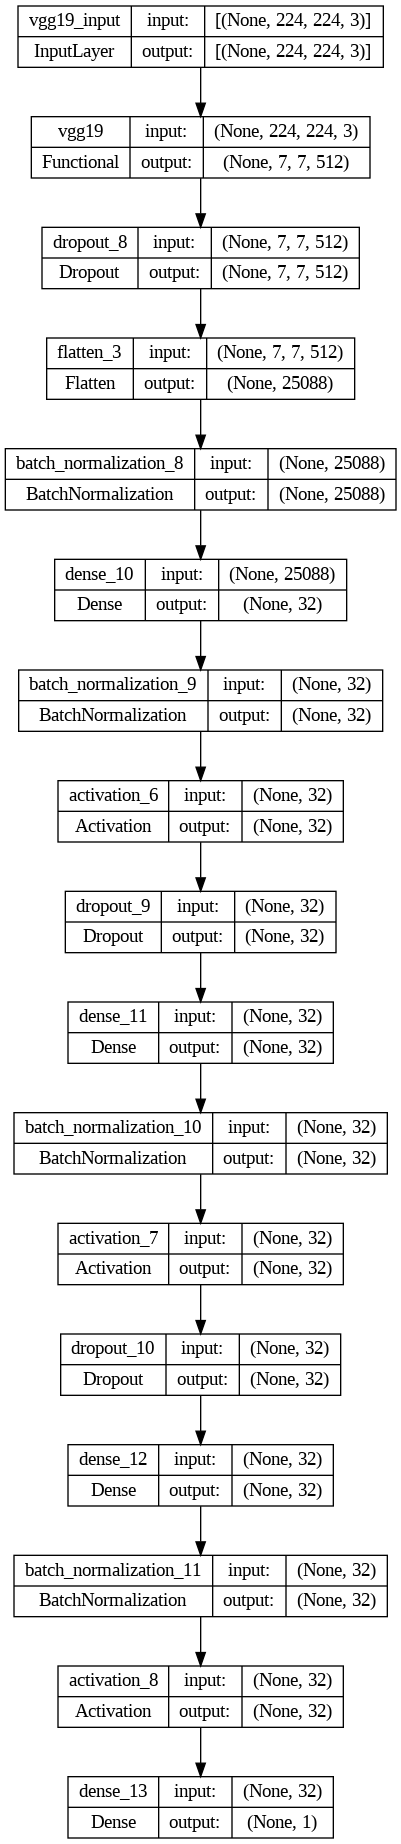 vgg19_input input: [(None, 224, 224, 3)]
InputLayer output: [(None, 224, 224, 3)]
vgg19 input: (None, 224, 224, 3)
Functional output: (None, 7, 7, 512)
dropout_8 input: (None, 7, 7, 512)
Dropout output: (None, 7, 7, 512)
flatten_3 input: (None, 7, 7, 512)
Flatten output: (None, 25088)
batch_normalization_8 input: (None, 25088)
BatchNormalization output: (None, 25088)
dense_10 input: (None, 25088)
Dense output: (None, 32)
batch_normalization_9 input: (None, 32)
BatchNormalization output: (None, 32)
activation_6 input: (None, 32)
Activation output: (None, 32)
dropout_9 input: (None, 32)
Dropout output: (None, 32)
dense_11 input: (None, 32)
Dense output: (None, 32)
batch_normalization_10 input: (None, 32)
BatchNormalization output: (None, 32)
activation_7 input: (None, 32)
Activation output: (None, 32)
dropout_10 input: (None, 32)
Dropout output: (None, 32)
dense_12 input: (None, 32)
Dense output: (None, 32)
batch_normalization_11 input: (None, 32)
BatchNormalization output: (None, 32)
activation_8 input: (None, 32)
Activation output: (None, 32)
dense_13 input: (None, 32)
Dense output: (None, 1)